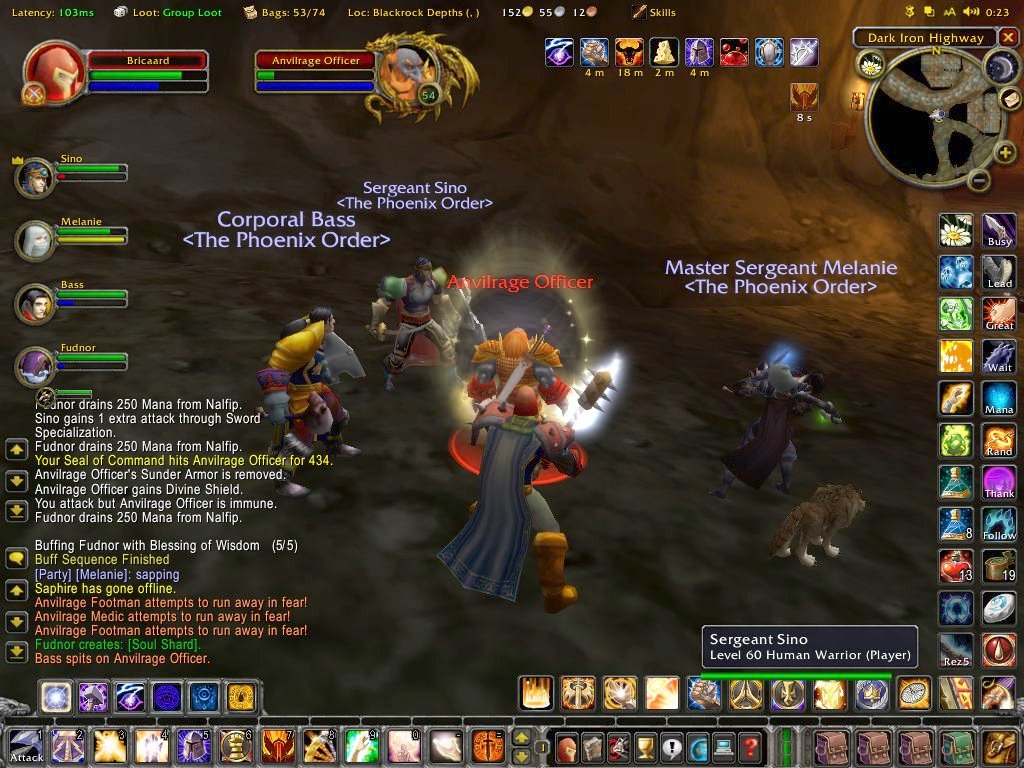 Latency: 103ms Loot: Group Loot Bags: 53/74 Loc: Blackrock Depths (, ) 152 55 12 Skills 0:23
Dark Iron Highway
N
Bricaard
Anvilrage Officer
54
4 m 18 m 2 m 4 m
8 s
Sino
Melanie
Bass
Fudnor
Sergeant Sino
<The Phoenix Order>
Corporal Bass
<The Phoenix Order>
Anvilrage Officer
Master Sergeant Melanie
<The Phoenix Order>
Busy
Lead
Great
Wait
Mana
Rand
Thank
8 Follow
13 19
Rez5
Fudnor drains 250 Mana from Nalfip.
Sino gains 1 extra attack through Sword
Specialization.
Fudnor drains 250 Mana from Nalfip.
Your Seal of Command hits Anvilrage Officer for 434.
Anvilrage Officer's Sunder Armor is removed.
Anvilrage Officer gains Divine Shield.
You attack but Anvilrage Officer is immune.
Fudnor drains 250 Mana from Nalfip.
Buffing Fudnor with Blessing of Wisdom (5/5)
Buff Sequence Finished
[Party] [Melanie]: sapping
Saphire has gone offline.
Anvilrage Footman attempts to run away in fear!
Anvilrage Medic attempts to run away in fear!
Anvilrage Footman attempts to run away in fear!
Fudnor creates: [Soul Shard].
Bass spits on Anvilrage Officer.
Sergeant Sino
Level 60 Human Warrior (Player)
1 2 3 4 5 6 7 8 9 0 - =
Attack
1